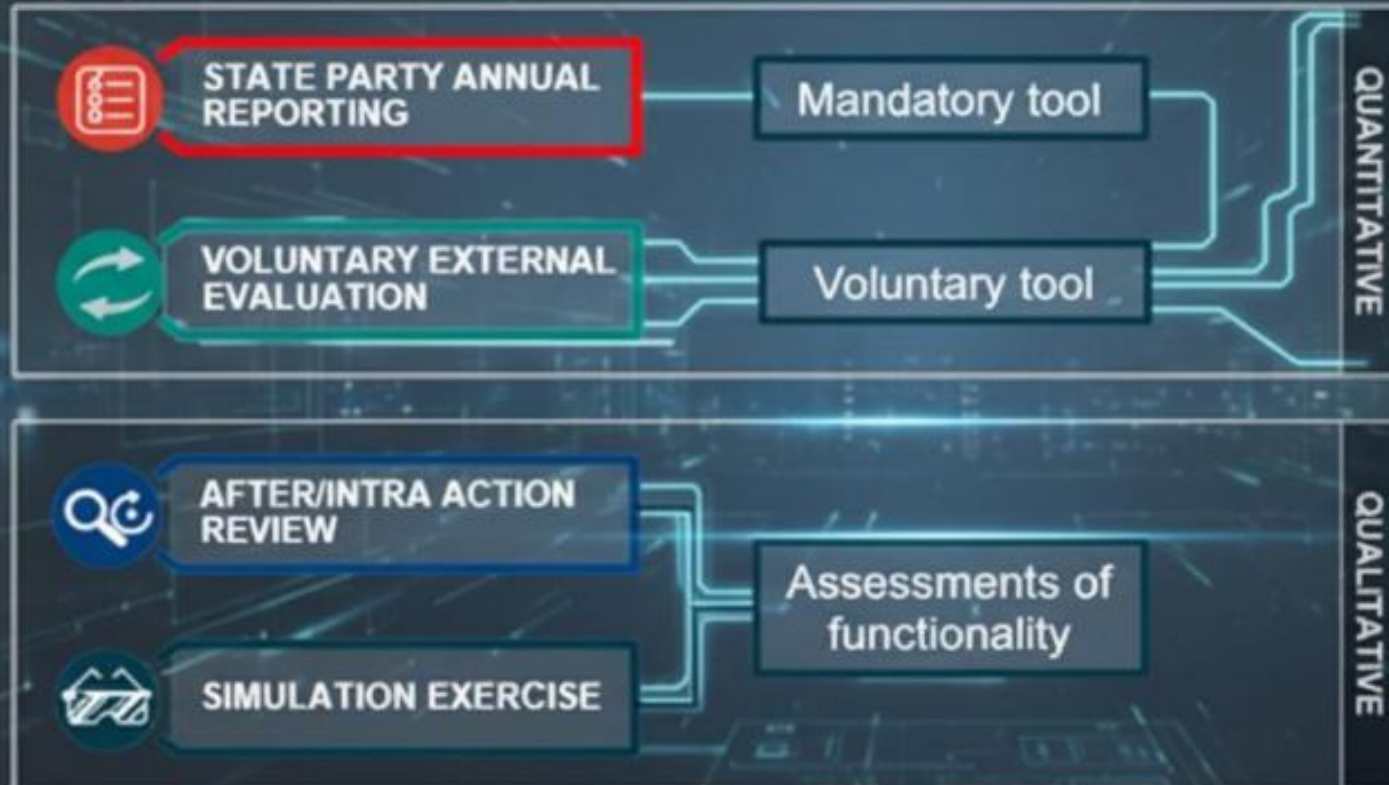 STATE PARTY ANNUAL
REPORTING
Mandatory tool
VOLUNTARY EXTERNAL
EVALUATION
Voluntary tool
QUANTITATIVE
AFTER/INTRA ACTION
REVIEW
Assessments of
functionality
SIMULATION EXERCISE
QUALITATIVE